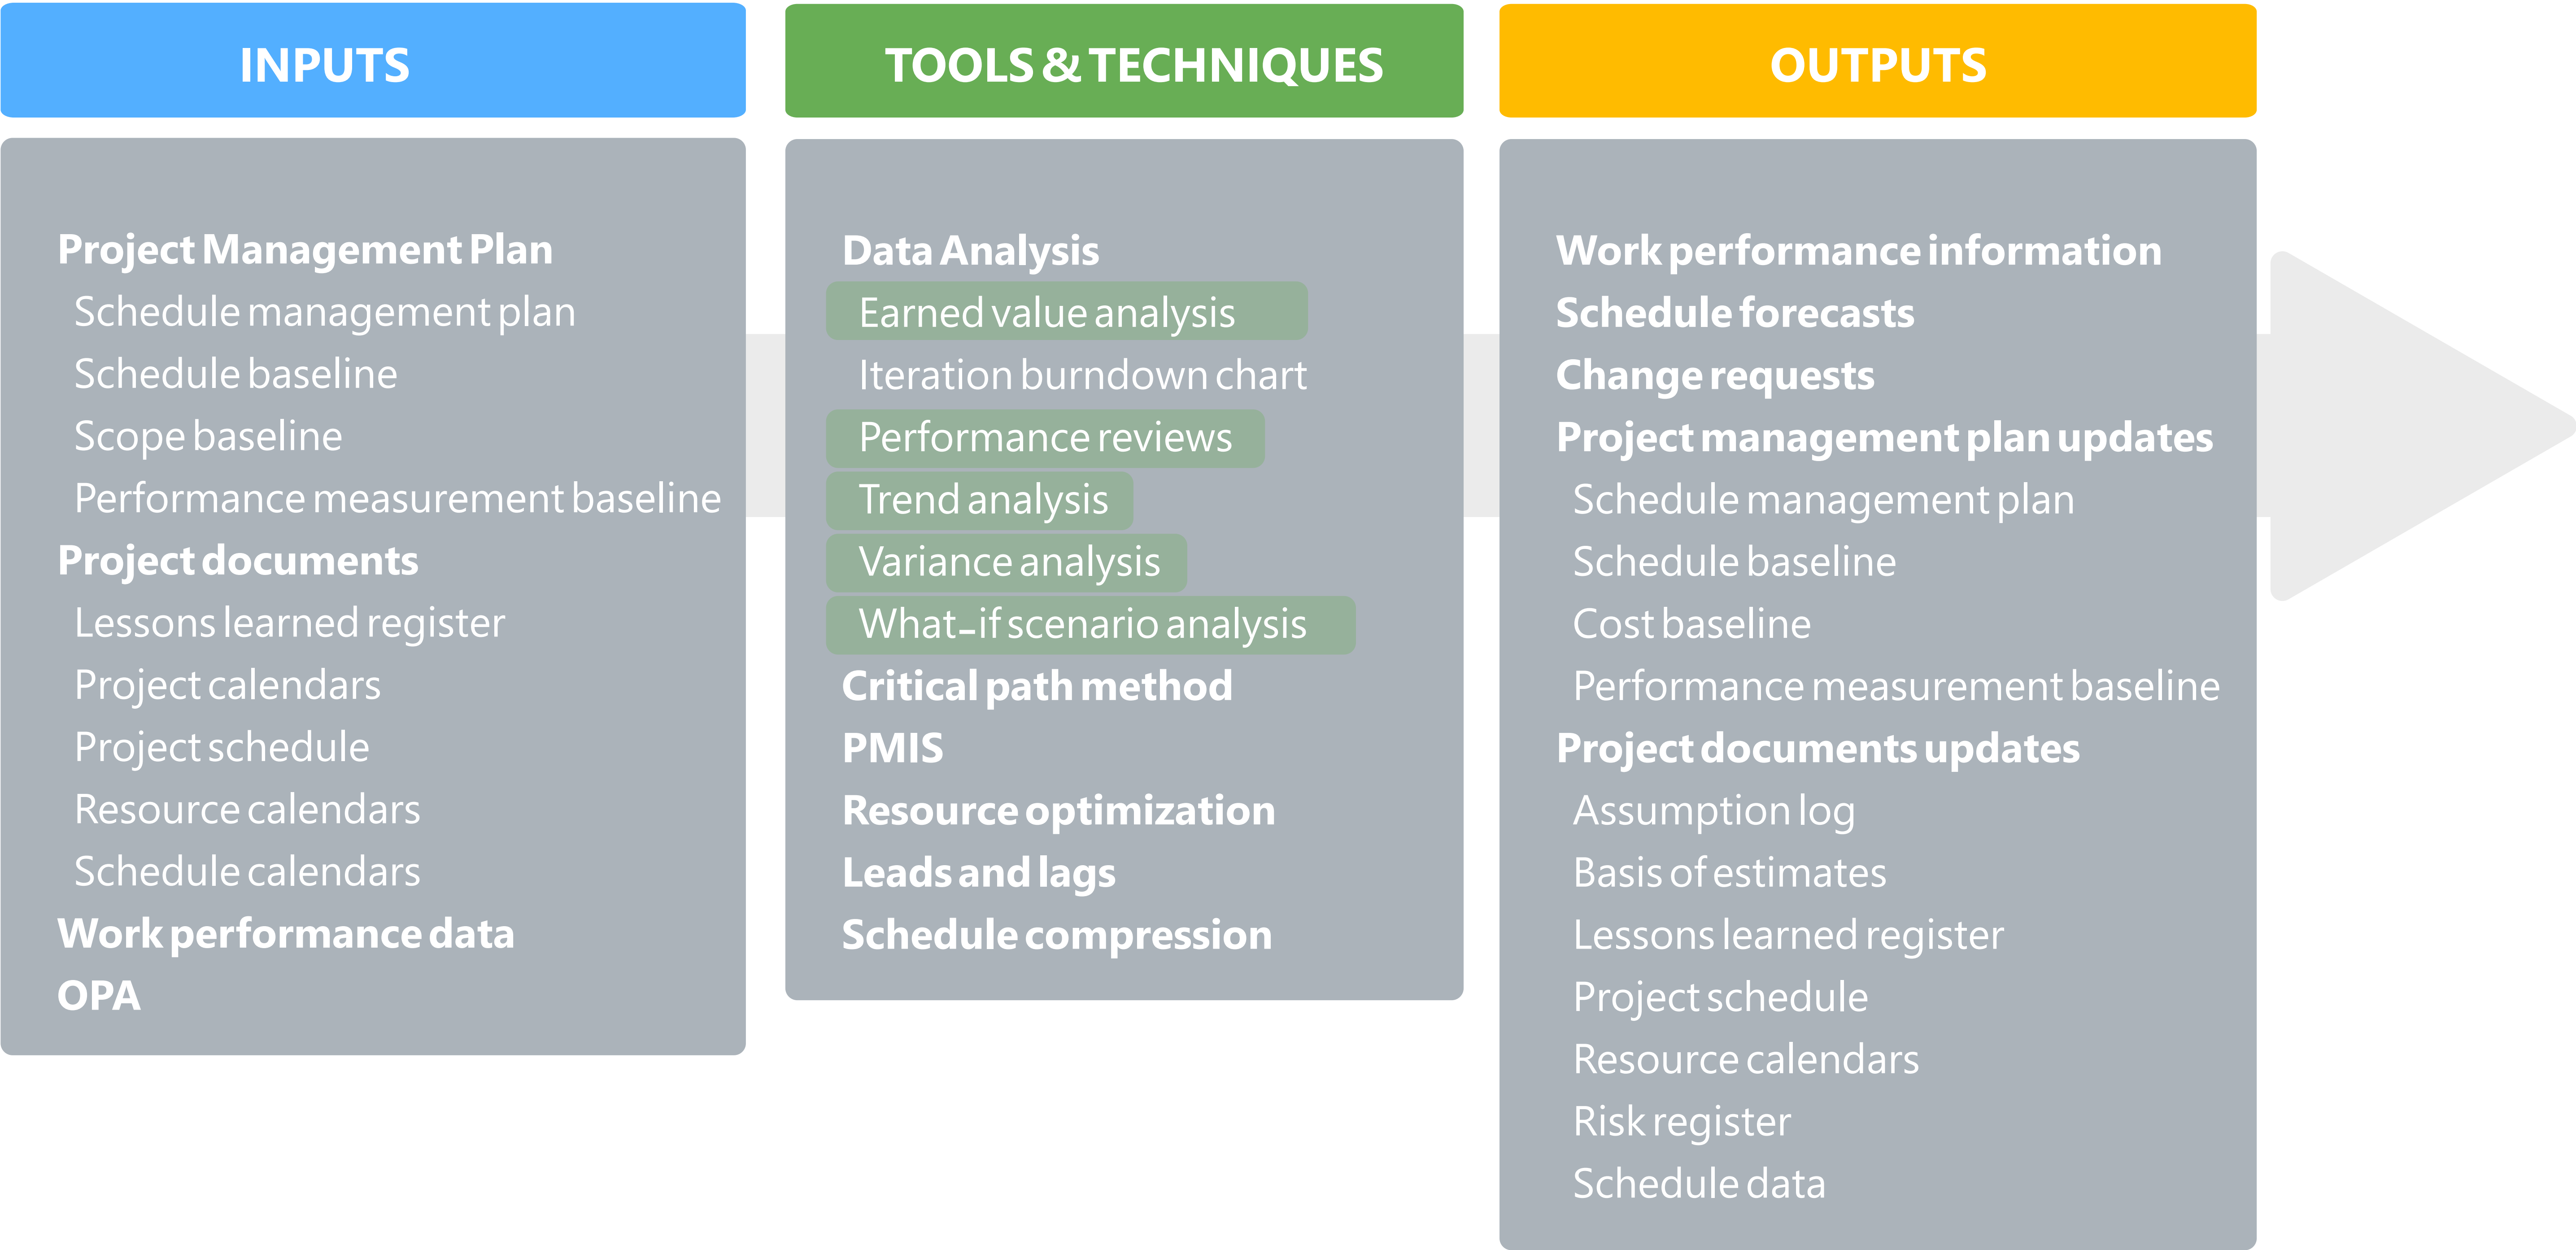 INPUTS
Project Management Plan
Schedule management plan
Schedule baseline
Scope baseline
Performance measurement baseline
Project documents
Lessons learned register
Project calendars
Project schedule
Resource calendars
Schedule calendars
Work performance data
OPA
TOOLS & TECHNIQUES
Data Analysis
Earned value analysis
Iteration burndown chart
Performance reviews
Trend analysis
Variance analysis
What-if scenario analysis
Critical path method
PMIS
Resource optimization
Leads and lags
Schedule compression
OUTPUTS
Work performance information
Schedule forecasts
Change requests
Project management plan updates
Schedule management plan
Schedule baseline
Cost baseline
Performance measurement baseline
Project documents updates
Assumption log
Basis of estimates
Lessons learned register
Project schedule
Resource calendars
Risk register
Schedule data